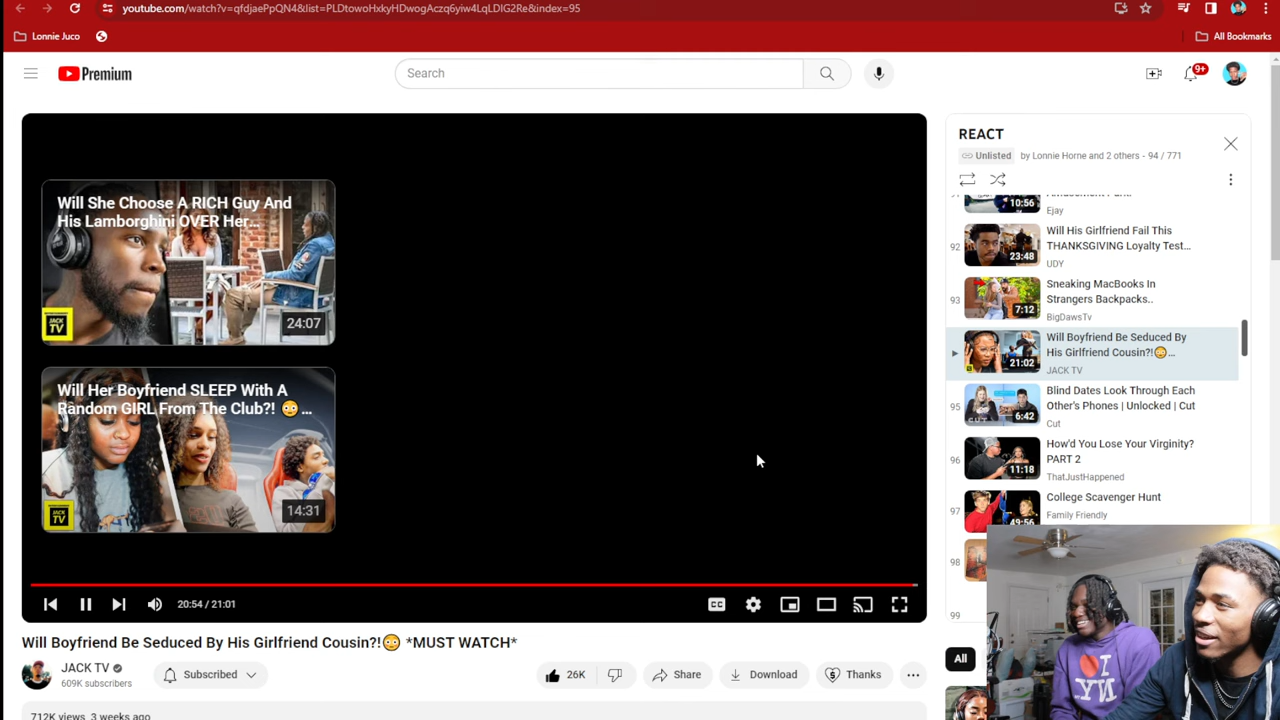 youtube.com/watch?v=qfdjaePpQN4&list=PLDtowoHxkyHDwogAczq6yiw4LqLDIG2Re&index=95
Lonnie Juco
All Bookmarks
Premium
Search
9+
Will She Choose A RICH Guy And
His Lamborghini OVER Her...
JACK
TV
24:07
Will Her Boyfriend SLEEP With A
Random GIRL From The Club?! 😳 ...
JACK
TV
14:31
20:54 / 21:01
CC
Will Boyfriend Be Seduced By His Girlfriend Cousin?!😳 *MUST WATCH*
JACK TV
609K subscribers
Subscribed
26K
Share
Download
Thanks
712K views 3 weeks ago
REACT
Unlisted
by Lonnie Horne and 2 others - 94 / 771
10:56
Ejay
92
23:48
Will His Girlfriend Fail This
THANKSGIVING Loyalty Test...
UDY
93
7:12
Sneaking MacBooks In
Strangers Backpacks..
BigDawsTv
21:02
Will Boyfriend Be Seduced By
His Girlfriend Cousin?!😳...
JACK TV
95
CUT
6:42
Blind Dates Look Through Each
Other's Phones | Unlocked | Cut
Cut
96
11:18
How'd You Lose Your Virginity?
PART 2
ThatJustHappened
97
49:56
College Scavenger Hunt
Family Friendly
98
99
All
I
NY